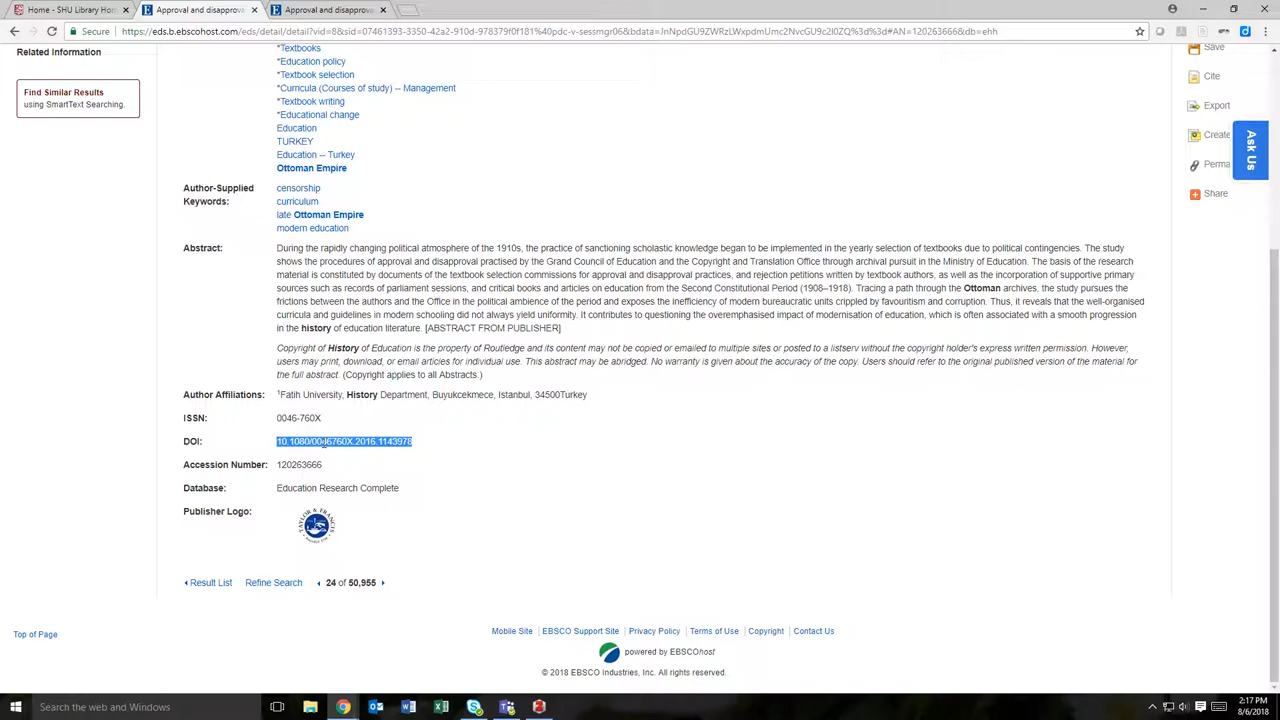 Home - SHU Library Hom
Approval and disapprova
Approval and disapprova
Secure
https://eds.b.ebscohost.com/eds/detail/detail?vid=8&sid=07461393-3350-42a2-910d-978379f0f181%40pdc-v-sessmgr06&bdata=JnNpdGU9ZWRzLWxpdmUmc2NvcGU9c2l0ZQ%3d%3d#AN=120263666&db=ehh
Related Information
Find Similar Results
using SmartText Searching.
*Textbooks
*Education policy
*Textbook selection
*Curricula (Courses of study) -- Management
*Textbook writing
*Educational change
Education
TURKEY
Education -- Turkey
Ottoman Empire
Author-Supplied Keywords:
censorship
curriculum
late Ottoman Empire
modern education
Abstract:
During the rapidly changing political atmosphere of the 1910s, the practice of sanctioning scholastic knowledge began to be implemented in the yearly selection of textbooks due to political contingencies. The study
shows the procedures of approval and disapproval practised by the Grand Council of Education and the Copyright and Translation Office through archival pursuit in the Ministry of Education. The basis of the research
material is constituted by documents of the textbook selection commissions for approval and disapproval practices, and rejection petitions written by textbook authors, as well as the incorporation of supportive primary
sources such as records of parliament sessions, and critical books and articles on education from the Second Constitutional Period (1908–1918). Tracing a path through the Ottoman archives, the study pursues the
frictions between the authors and the Office in the political ambience of the period and exposes the inefficiency of modern bureaucratic units crippled by favouritism and corruption. Thus, it reveals that the well-organised
curricula and guidelines in modern schooling did not always yield uniformity. It contributes to questioning the overemphasised impact of modernisation of education, which is often associated with a smooth progression
in the history of education literature. [ABSTRACT FROM PUBLISHER]
Copyright of History of Education is the property of Routledge and its content may not be copied or emailed to multiple sites or posted to a listserv without the copyright holder's express written permission. However,
users may print, download, or email articles for individual use. This abstract may be abridged. No warranty is given about the accuracy of the copy. Users should refer to the original published version of the material for
the full abstract. (Copyright applies to all Abstracts.)
Author Affiliations:
1Fatih University, History Department, Buyukcekmece, Istanbul, 34500Turkey
ISSN:
0046-760X
DOI:
10.1080/0046760X.2016.1143978
Accession Number:
120263666
Database:
Education Research Complete
Publisher Logo:
TAYLOR & FRANCIS
Result List
Refine Search
24 of 50,955
Save
Cite
Export
Create
Perma
Share
Ask Us
Top of Page
Mobile Site
EBSCO Support Site
Privacy Policy
Terms of Use
Copyright
Contact Us
powered by EBSCOhost
© 2018 EBSCO Industries, Inc. All rights reserved.
Search the web and Windows
2:17 PM
8/6/2018